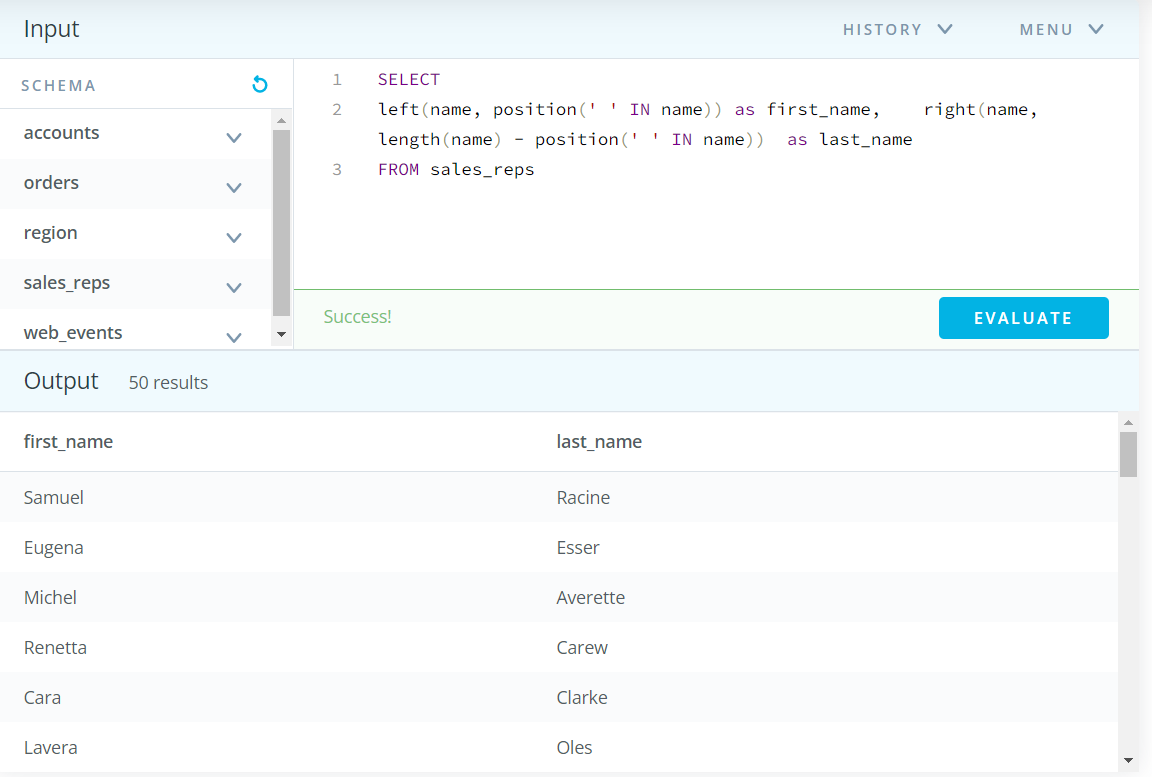 Input
HISTORY
MENU
SCHEMA
accounts
orders
region
sales_reps
web_events
1 SELECT
2 left(name, position(' ' IN name)) as first_name,    right(name,
length(name) - position(' ' IN name))  as last_name
3 FROM sales_reps
Success!
EVALUATE
Output 50 results
first_name last_name
Samuel Racine
Eugena Esser
Michel Averette
Renetta Carew
Cara Clarke
Lavera Oles